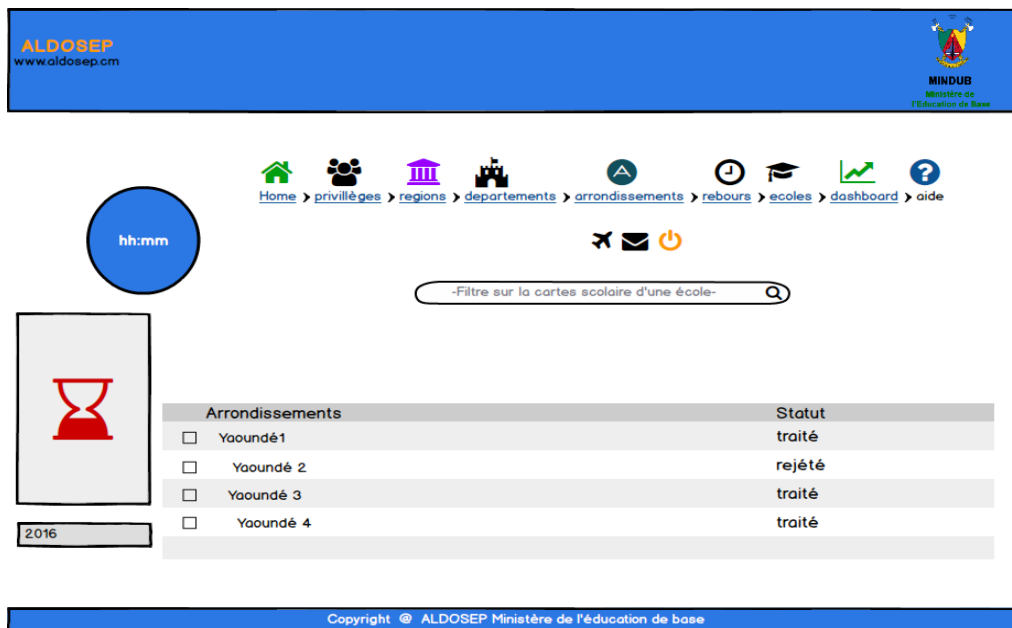 ALDOSEP
www.aldosep.cm
MINDUB
Ministère de
l'Education de Base
Home privillèges regions departements arrondissements rebours ecoles dashboard aide
hh:mm
-Filtre sur la cartes scolaire d'une école-
Arrondissements Statut
Yaoundé1 traité
Yaoundé 2 rejété
Yaoundé 3 traité
Yaoundé 4 traité
2016
Copyright @ ALDOSEP Ministère de l'éducation de base